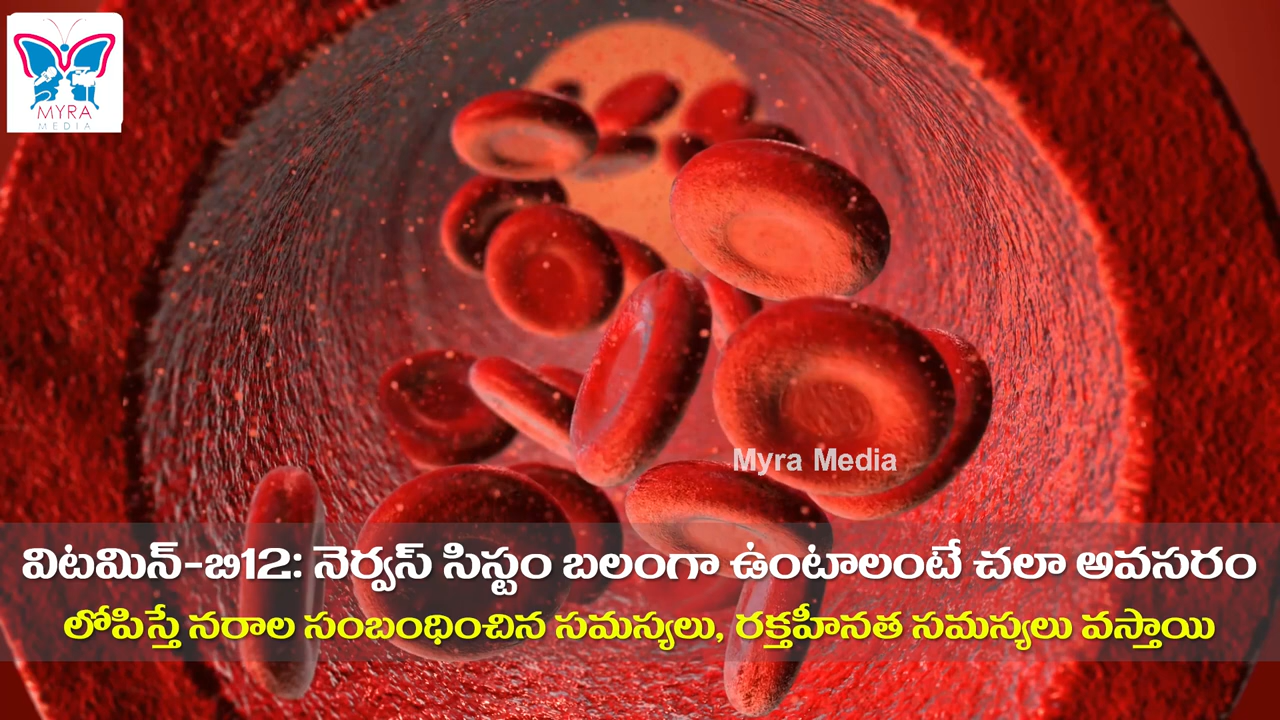 MYRA
MEDIA
Myra Media
విటమిన్-బి12: నెర్వస్ సిస్టం బలంగా ఉంటాలంటే చలా అవసరం
లోపిస్తే నరాల సంబంధించిన సమస్యలు, రక్తహీనత సమస్యలు వస్తాయి